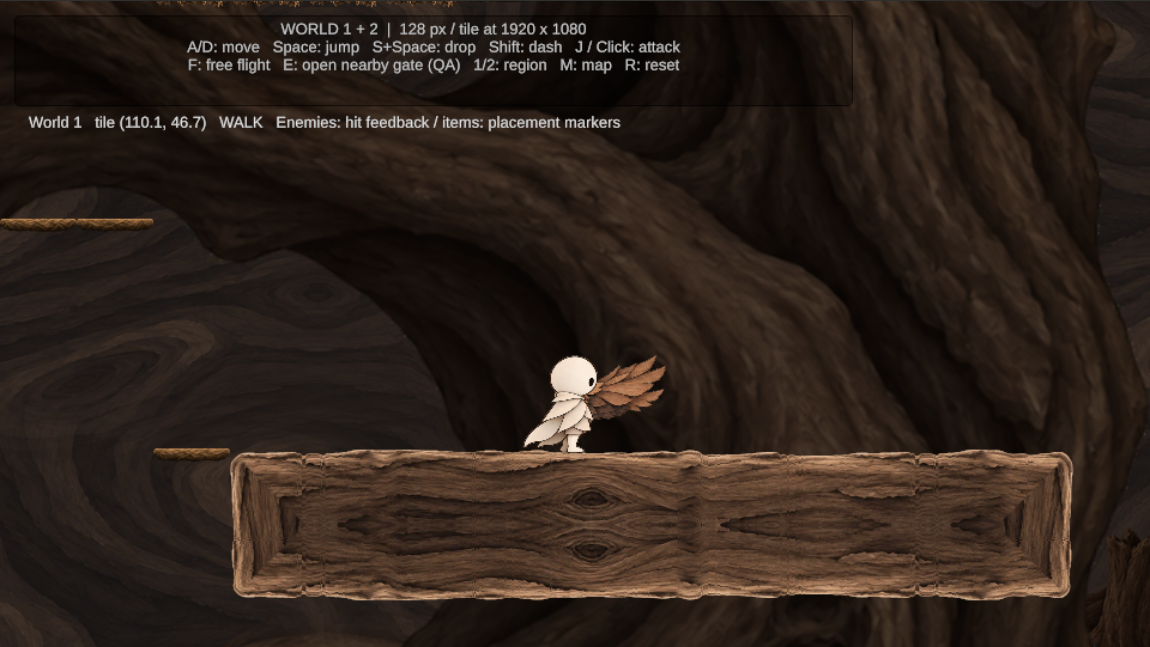 WORLD 1 + 2 | 128 px / tile at 1920 x 1080
A/D: move Space: jump S+Space: drop Shift: dash J / Click: attack
F: free flight E: open nearby gate (QA) 1/2: region M: map R: reset
World 1 tile (110.1, 46.7) WALK Enemies: hit feedback / items: placement markers